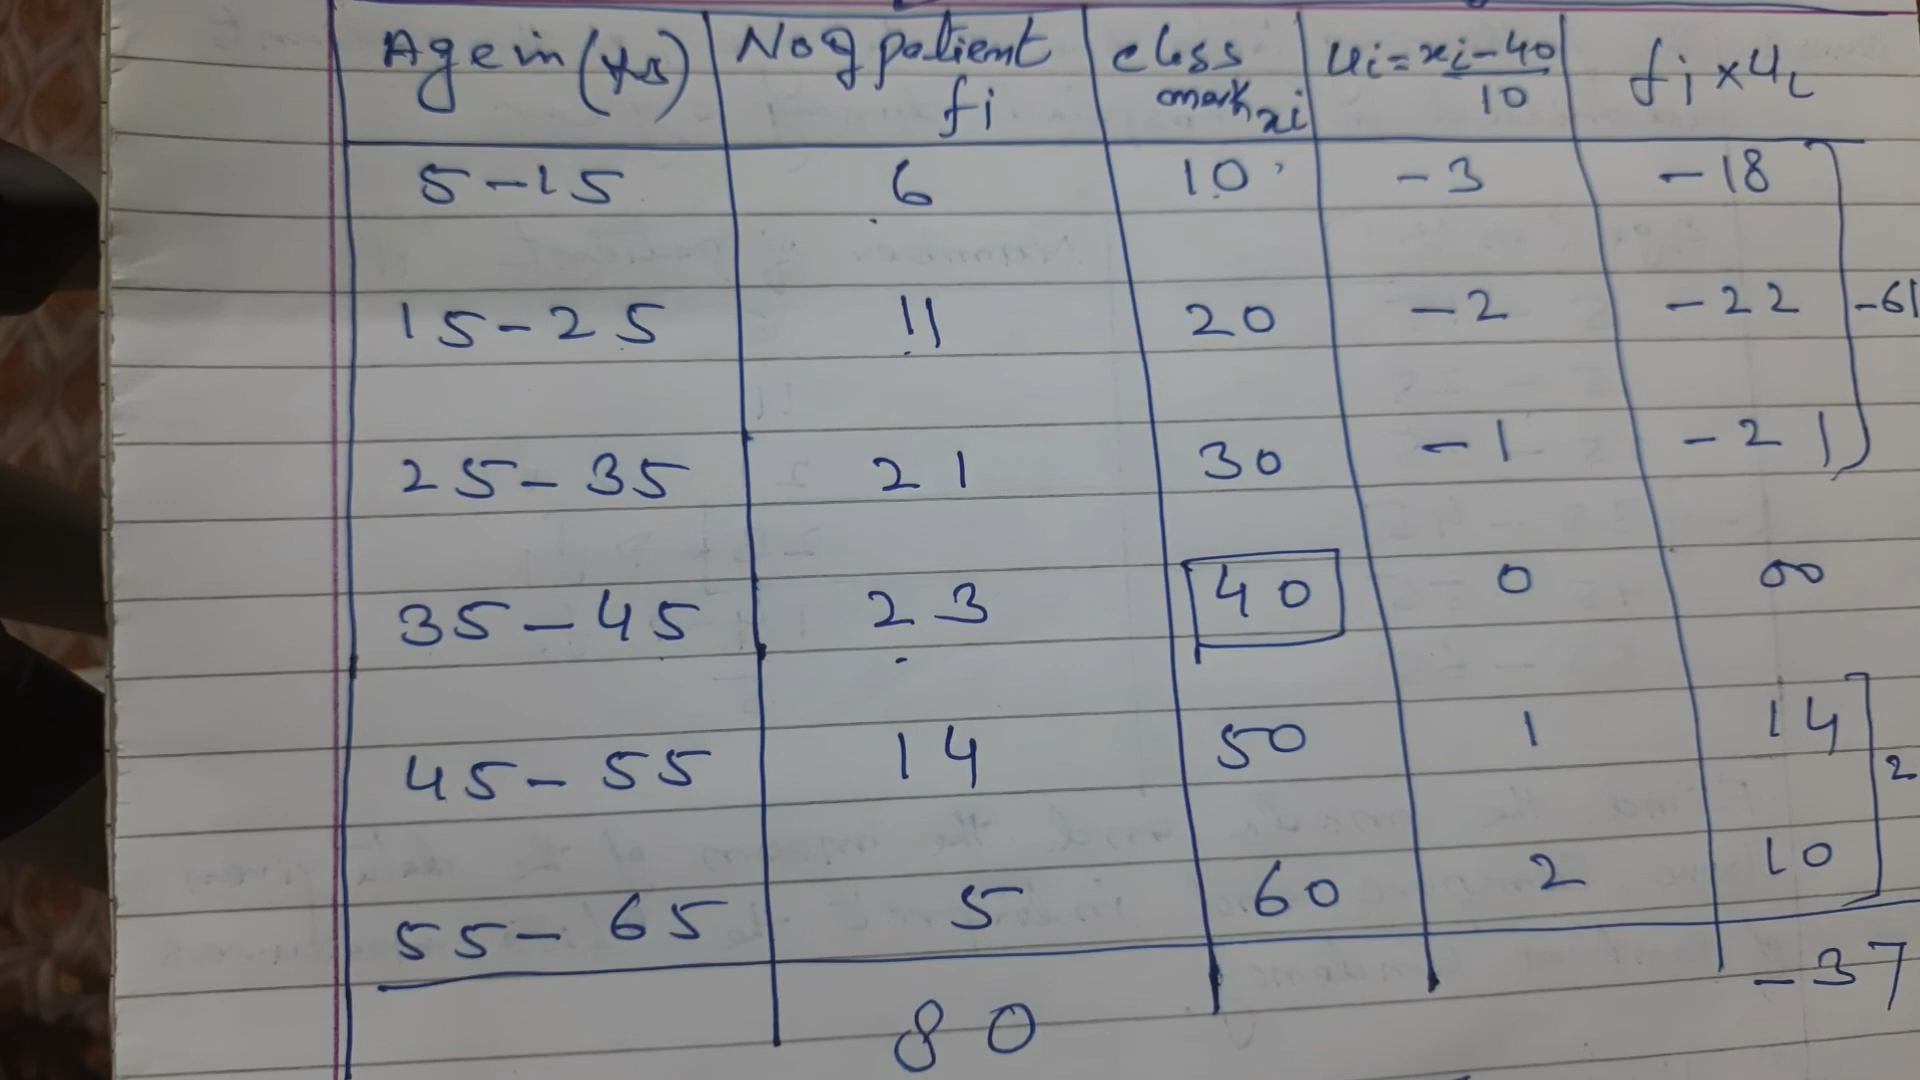 Age in (yrs) No of patient fi class mark xi ui = xi-40/10 fi × ui
5-15 6 10 -3 -18
15-25 11 20 -2 -22 -61
25-35 21 30 -1 -21
35-45 23 40 0 00
45-55 14 50 1 14 2
55-65 5 60 2 10
80 -37